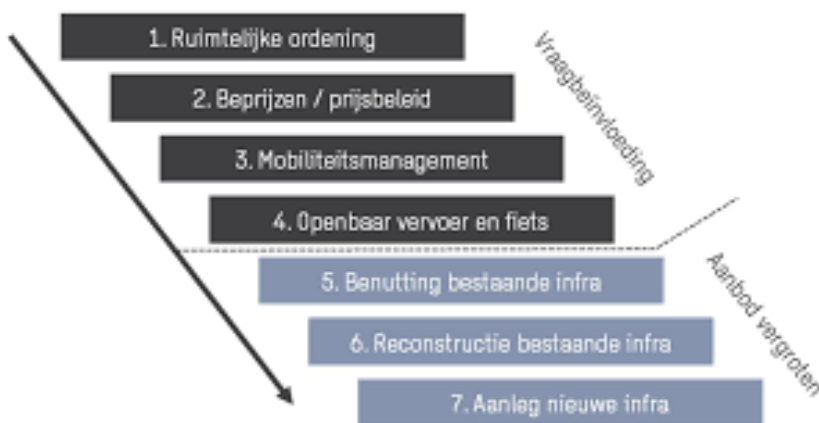 1. Ruimtelijke ordening
2. Beprijzen / prijsbeleid
3. Mobiliteitsmanagement
4. Openbaar vervoer en fiets
5. Benutting bestaande infra
6. Reconstructie bestaande infra
7. Aanleg nieuwe infra
Vraagbeïnvloeding
Aanbod vergroten